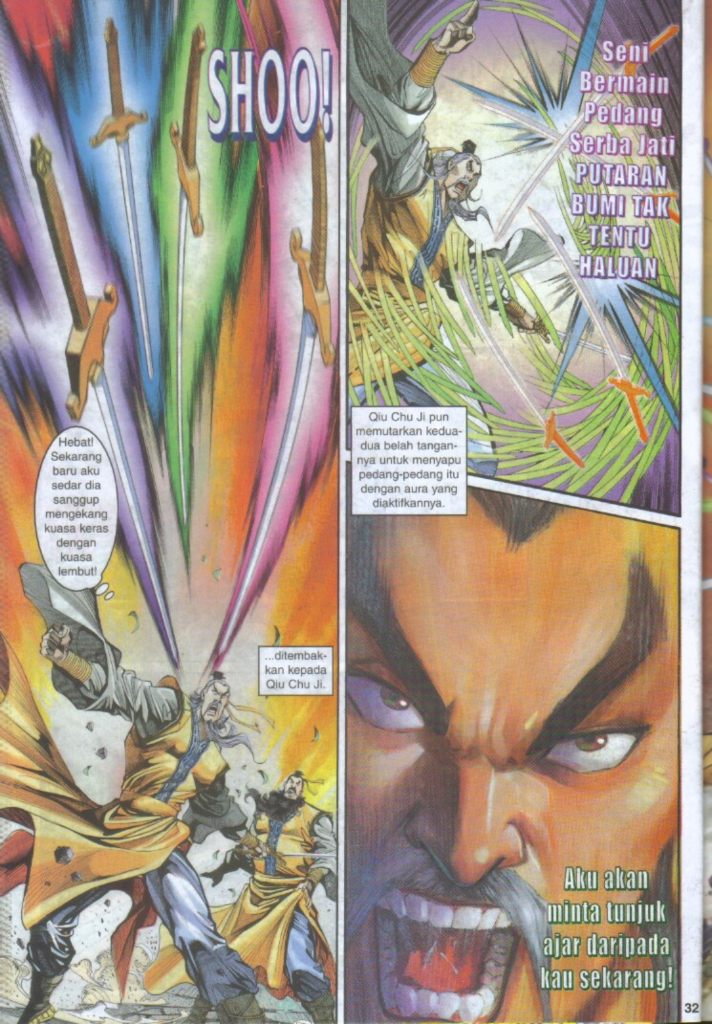 SHOO!
Hebat!
Sekarang
baru aku
sedar dia
sanggup
mengekang
kuasa keras
dengan
kuasa
lembut!
...ditembak-
kan kepada
Qiu Chu Ji.
Seni
Bermain
Pedang
Serba Jati
PUTARAN
BUMI TAK
TENTU
HALUAN
Qiu Chu Ji pun
memutarkan kedua-
dua belah tangan-
nya untuk menyapu
pedang-pedang itu
dengan aura yang
diaktifkannya.
Aku akan
minta tunjuk
ajar daripada
kau sekarang!
32